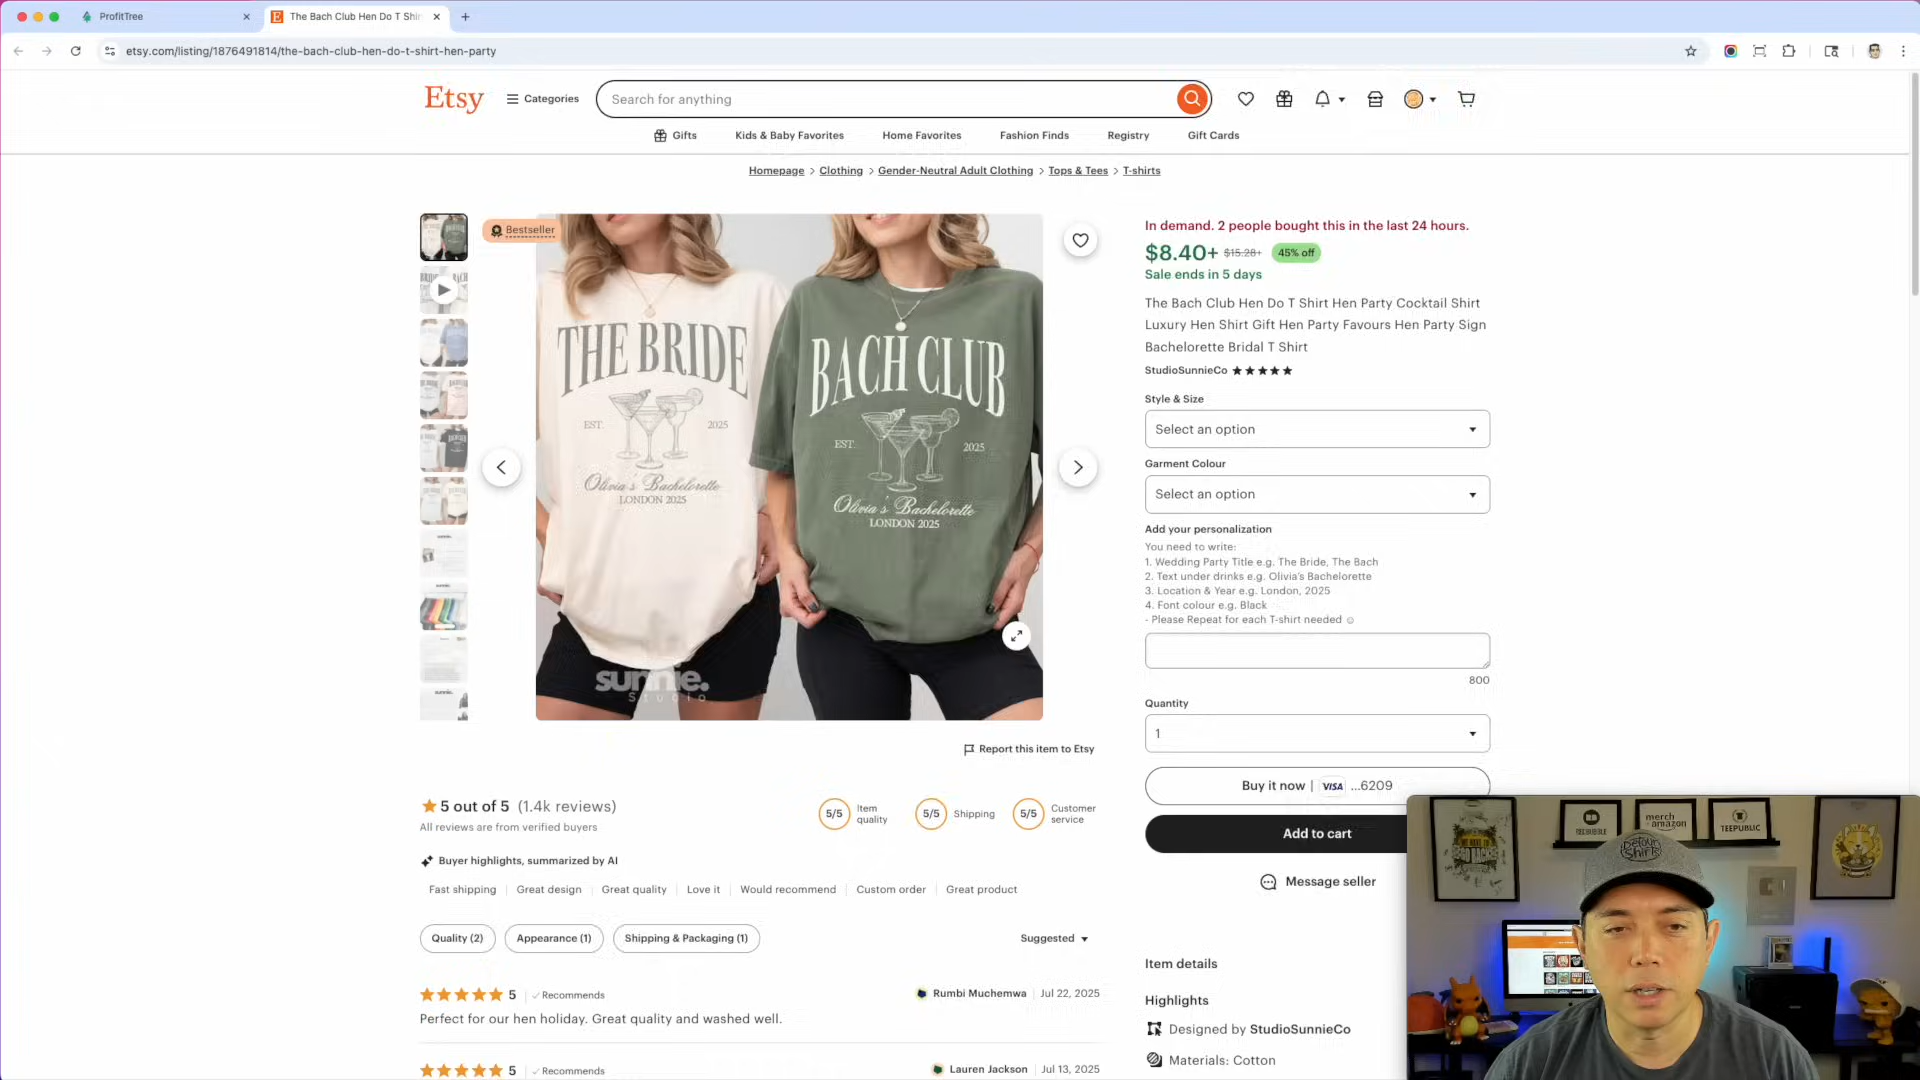 ProfitTree
The Bach Club Hen Do T Shir
etsy.com/listing/1876491814/the-bach-club-hen-do-t-shirt-hen-party
Etsy
Categories
Search for anything
Gifts
Kids & Baby Favorites
Home Favorites
Fashion Finds
Registry
Gift Cards
Homepage > Clothing > Gender-Neutral Adult Clothing > Tops & Tees > T-shirts
Bestseller
THE BRIDE
EST. 2025
Olivia's Bachelorette
LONDON 2025
BACH CLUB
EST. 2025
Olivia's Bachelorette
LONDON 2025
sunnie.
Studio
In demand. 2 people bought this in the last 24 hours.
$8.40+ $15.28+ 45% off
Sale ends in 5 days
The Bach Club Hen Do T Shirt Hen Party Cocktail Shirt
Luxury Hen Shirt Gift Hen Party Favours Hen Party Sign
Bachelorette Bridal T Shirt
StudioSunnieCo
Style & Size
Select an option
Garment Colour
Select an option
Add your personalization
You need to write:
1. Wedding Party Title e.g. The Bride, The Bach
2. Text under drinks e.g. Olivia's Bachelorette
3. Location & Year e.g. London, 2025
4. Font colour e.g. Black
- Please Repeat for each T-shirt needed ☺
800
Quantity
1
Buy it now | VISA ...6209
Add to cart
Message seller
Report this item to Etsy
5 out of 5 (1.4k reviews)
All reviews are from verified buyers
5/5 Item quality
5/5 Shipping
5/5 Customer service
Buyer highlights, summarized by AI
Fast shipping
Great design
Great quality
Love it
Would recommend
Custom order
Great product
Quality (2)
Appearance (1)
Shipping & Packaging (1)
Suggested
5 Recommends
Rumbi Muchemwa Jul 22, 2025
Perfect for our hen holiday. Great quality and washed well.
5 Recommends
Lauren Jackson Jul 13, 2025
Item details
Highlights
Designed by StudioSunnieCo
Materials: Cotton
REDBUBBLE
merch amazon
TEEPUBLIC
DETOUR
SHIRTS